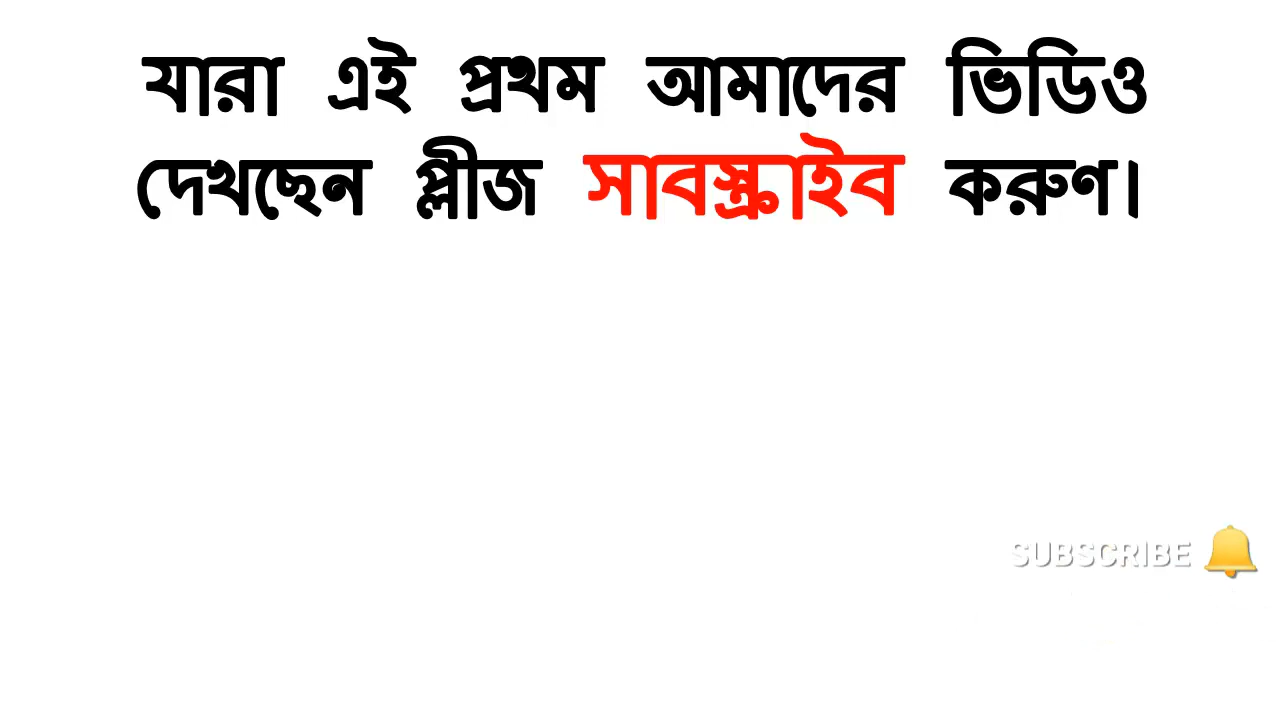 যারা এই প্রথম আমাদের ভিডিও
দেখছেন প্লীজ সাবস্ক্রাইব করুণ।
SUBSCRIBE